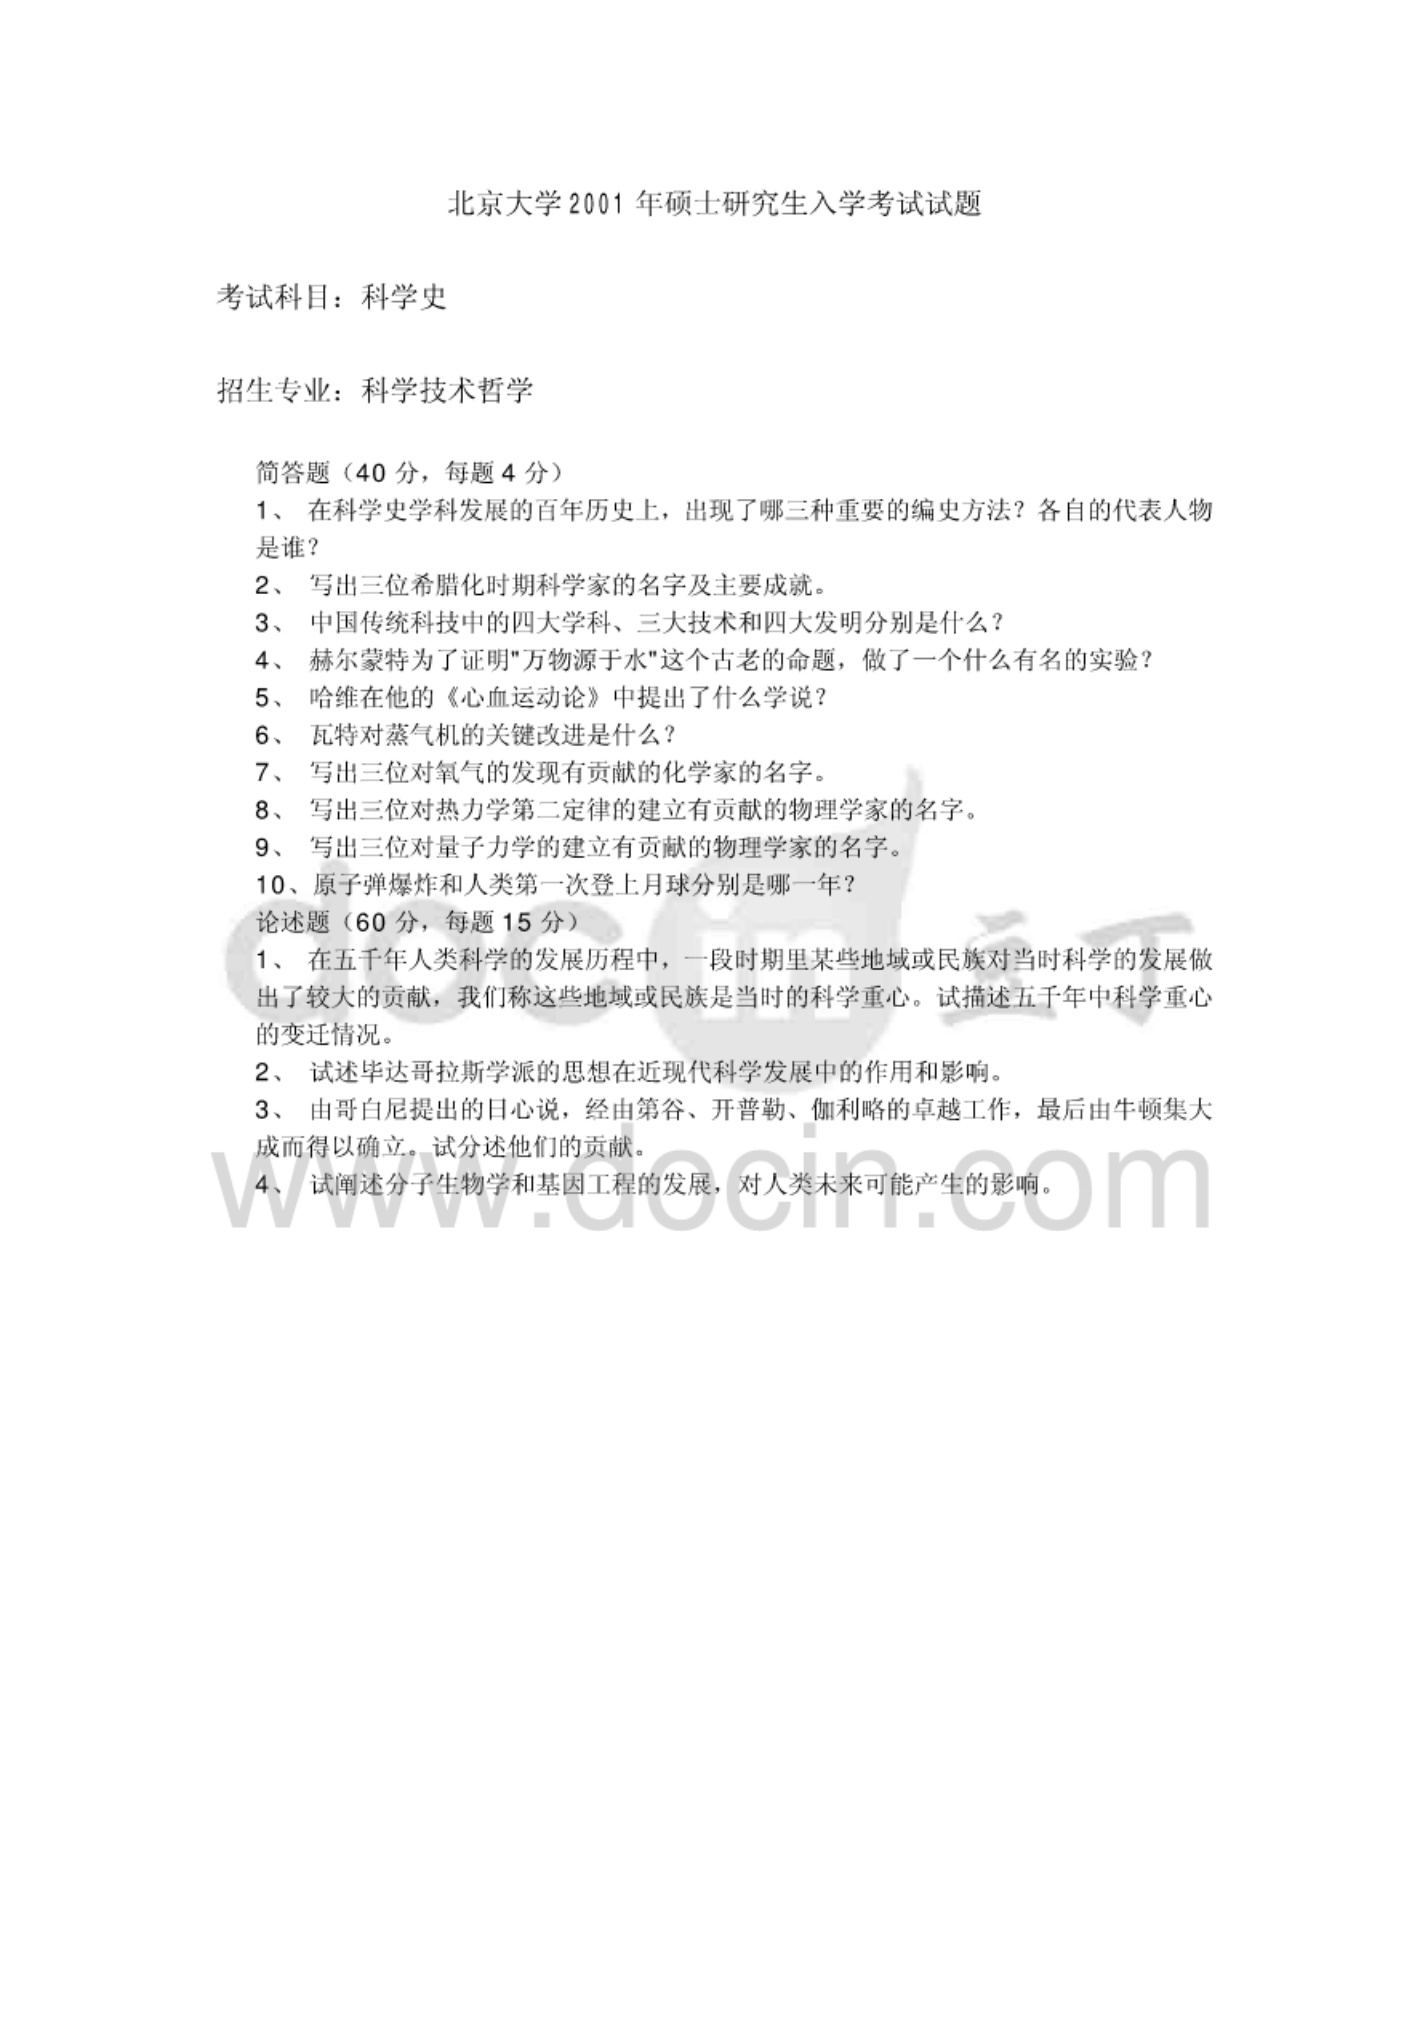 北京大学2001 年硕士研究生入学考试试题
考试科目：科学史
招生专业：科学技术哲学
简答题（40 分，每题 4 分）
1、 在科学史学科发展的百年历史上，出现了哪三种重要的编史方法？各自的代表人物
是谁？
2、 写出三位希腊化时期科学家的名字及主要成就。
3、 中国传统科技中的四大学科、三大技术和四大发明分别是什么？
4、 赫尔蒙特为了证明"万物源于水"这个古老的命题，做了一个什么有名的实验？
5、 哈维在他的《心血运动论》中提出了什么学说？
6、 瓦特对蒸气机的关键改进是什么？
7、 写出三位对氧气的发现有贡献的化学家的名字。
8、 写出三位对热力学第二定律的建立有贡献的物理学家的名字。
9、 写出三位对量子力学的建立有贡献的物理学家的名字。
10、原子弹爆炸和人类第一次登上月球分别是哪一年？
论述题（60 分，每题 15 分）
1、 在五千年人类科学的发展历程中，一段时期里某些地域或民族对当时科学的发展做
出了较大的贡献，我们称这些地域或民族是当时的科学重心。试描述五千年中科学重心
的变迁情况。
2、 试述毕达哥拉斯学派的思想在近现代科学发展中的作用和影响。
3、 由哥白尼提出的日心说，经由第谷、开普勒、伽利略的卓越工作，最后由牛顿集大
成而得以确立。试分述他们的贡献。
4、 试阐述分子生物学和基因工程的发展，对人类未来可能产生的影响。
docin 豆丁
www.docin.com